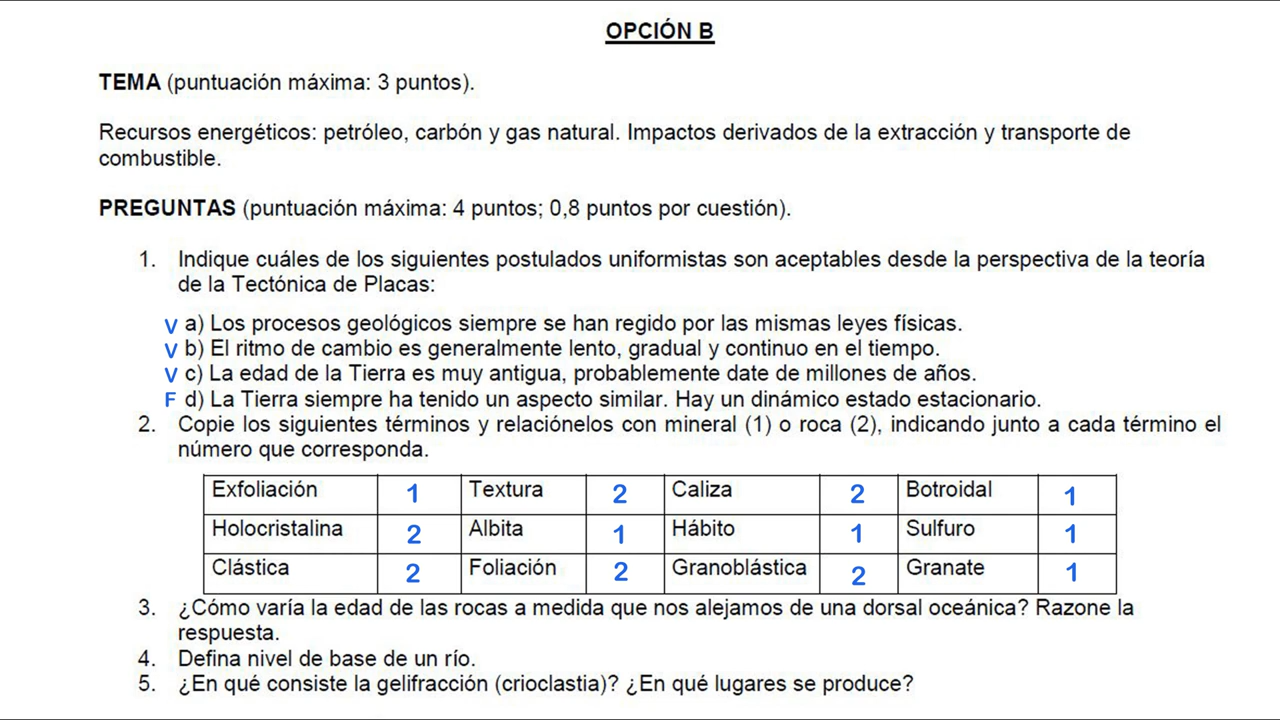 OPCIÓN B
TEMA (puntuación máxima: 3 puntos).
Recursos energéticos: petróleo, carbón y gas natural. Impactos derivados de la extracción y transporte de
combustible.
PREGUNTAS (puntuación máxima: 4 puntos; 0,8 puntos por cuestión).
1. Indique cuáles de los siguientes postulados uniformistas son aceptables desde la perspectiva de la teoría
de la Tectónica de Placas:
V a) Los procesos geológicos siempre se han regido por las mismas leyes físicas.
V b) El ritmo de cambio es generalmente lento, gradual y continuo en el tiempo.
V c) La edad de la Tierra es muy antigua, probablemente date de millones de años.
F d) La Tierra siempre ha tenido un aspecto similar. Hay un dinámico estado estacionario.
2. Copie los siguientes términos y relaciónelos con mineral (1) o roca (2), indicando junto a cada término el
número que corresponda.
Exfoliación 1 Textura 2 Caliza 2 Botroidal 1
Holocristalina 2 Albita 1 Hábito 1 Sulfuro 1
Clástica 2 Foliación 2 Granoblástica 2 Granate 1
3. ¿Cómo varía la edad de las rocas a medida que nos alejamos de una dorsal oceánica? Razone la
respuesta.
4. Defina nivel de base de un río.
5. ¿En qué consiste la gelifracción (crioclastia)? ¿En qué lugares se produce?